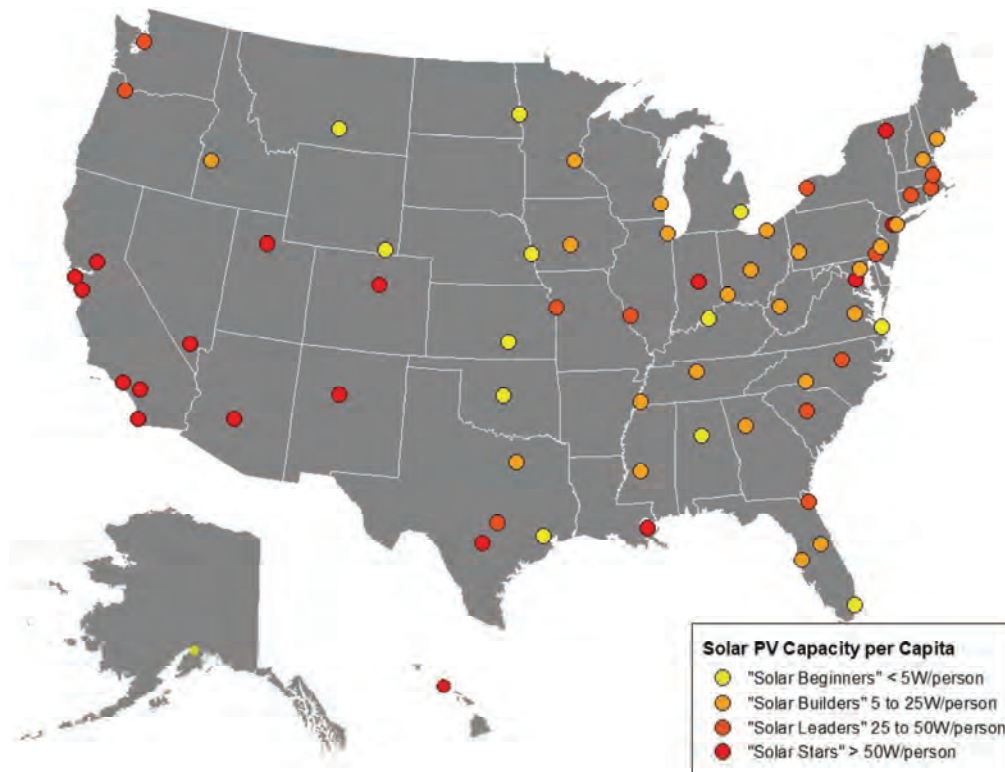 Solar PV Capacity per Capita
"Solar Beginners" < 5W/person
"Solar Builders" 5 to 25W/person
"Solar Leaders" 25 to 50W/person
"Solar Stars" > 50W/person